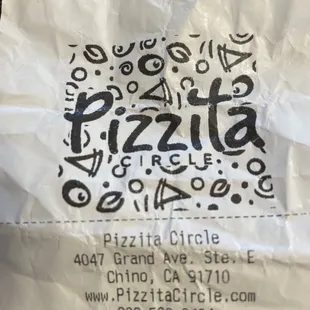 Pizzita
CIRCLE
Pizzita Circle
4047 Grand Ave. Ste. E
Chino, CA 91710
www.PizzitaCircle.com